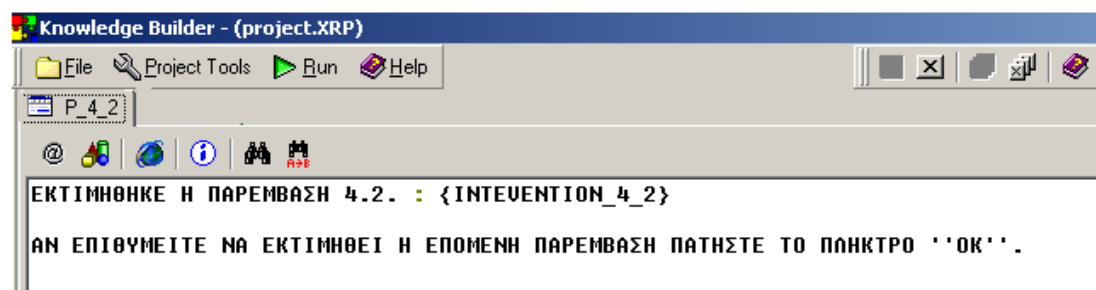 Knowledge Builder - (project.XRP)
File Project Tools Run Help
P_4_2
@ A→B
ΕΚΤΙΜΗΘΗΚΕ Η ΠΑΡΕΜΒΑΣΗ 4.2. : {INTEVENTION_4_2}
ΑΝ ΕΠΙΘΥΜΕΙΤΕ ΝΑ ΕΚΤΙΜΗΘΕΙ Η ΕΠΟΜΕΝΗ ΠΑΡΕΜΒΑΣΗ ΠΑΤΗΣΤΕ ΤΟ ΠΛΗΚΤΡΟ ''ΟΚ''.